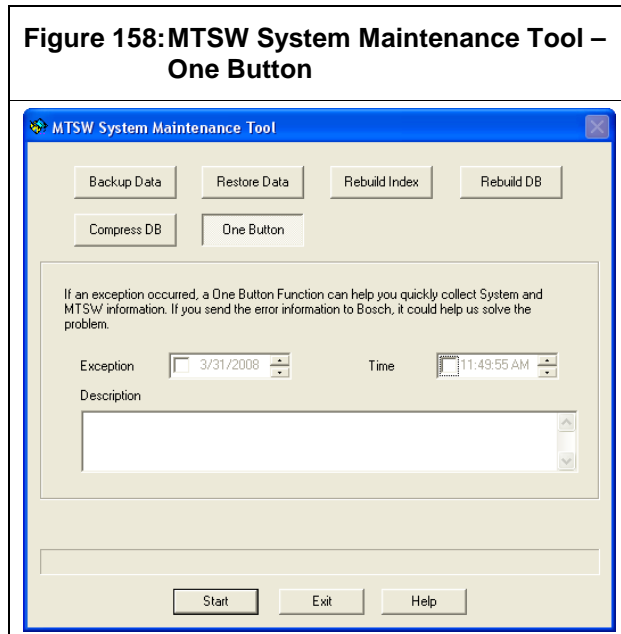 Figure 158: MTSW System Maintenance Tool –
One Button
MTSW System Maintenance Tool
Backup Data Restore Data Rebuild Index Rebuild DB
Compress DB One Button
If an exception occurred, a One Button Function can help you quickly collect System and
MTSW information. If you send the error information to Bosch, it could help us solve the
problem.
Exception 3/31/2008 Time 11:49:55 AM
Description
Start Exit Help